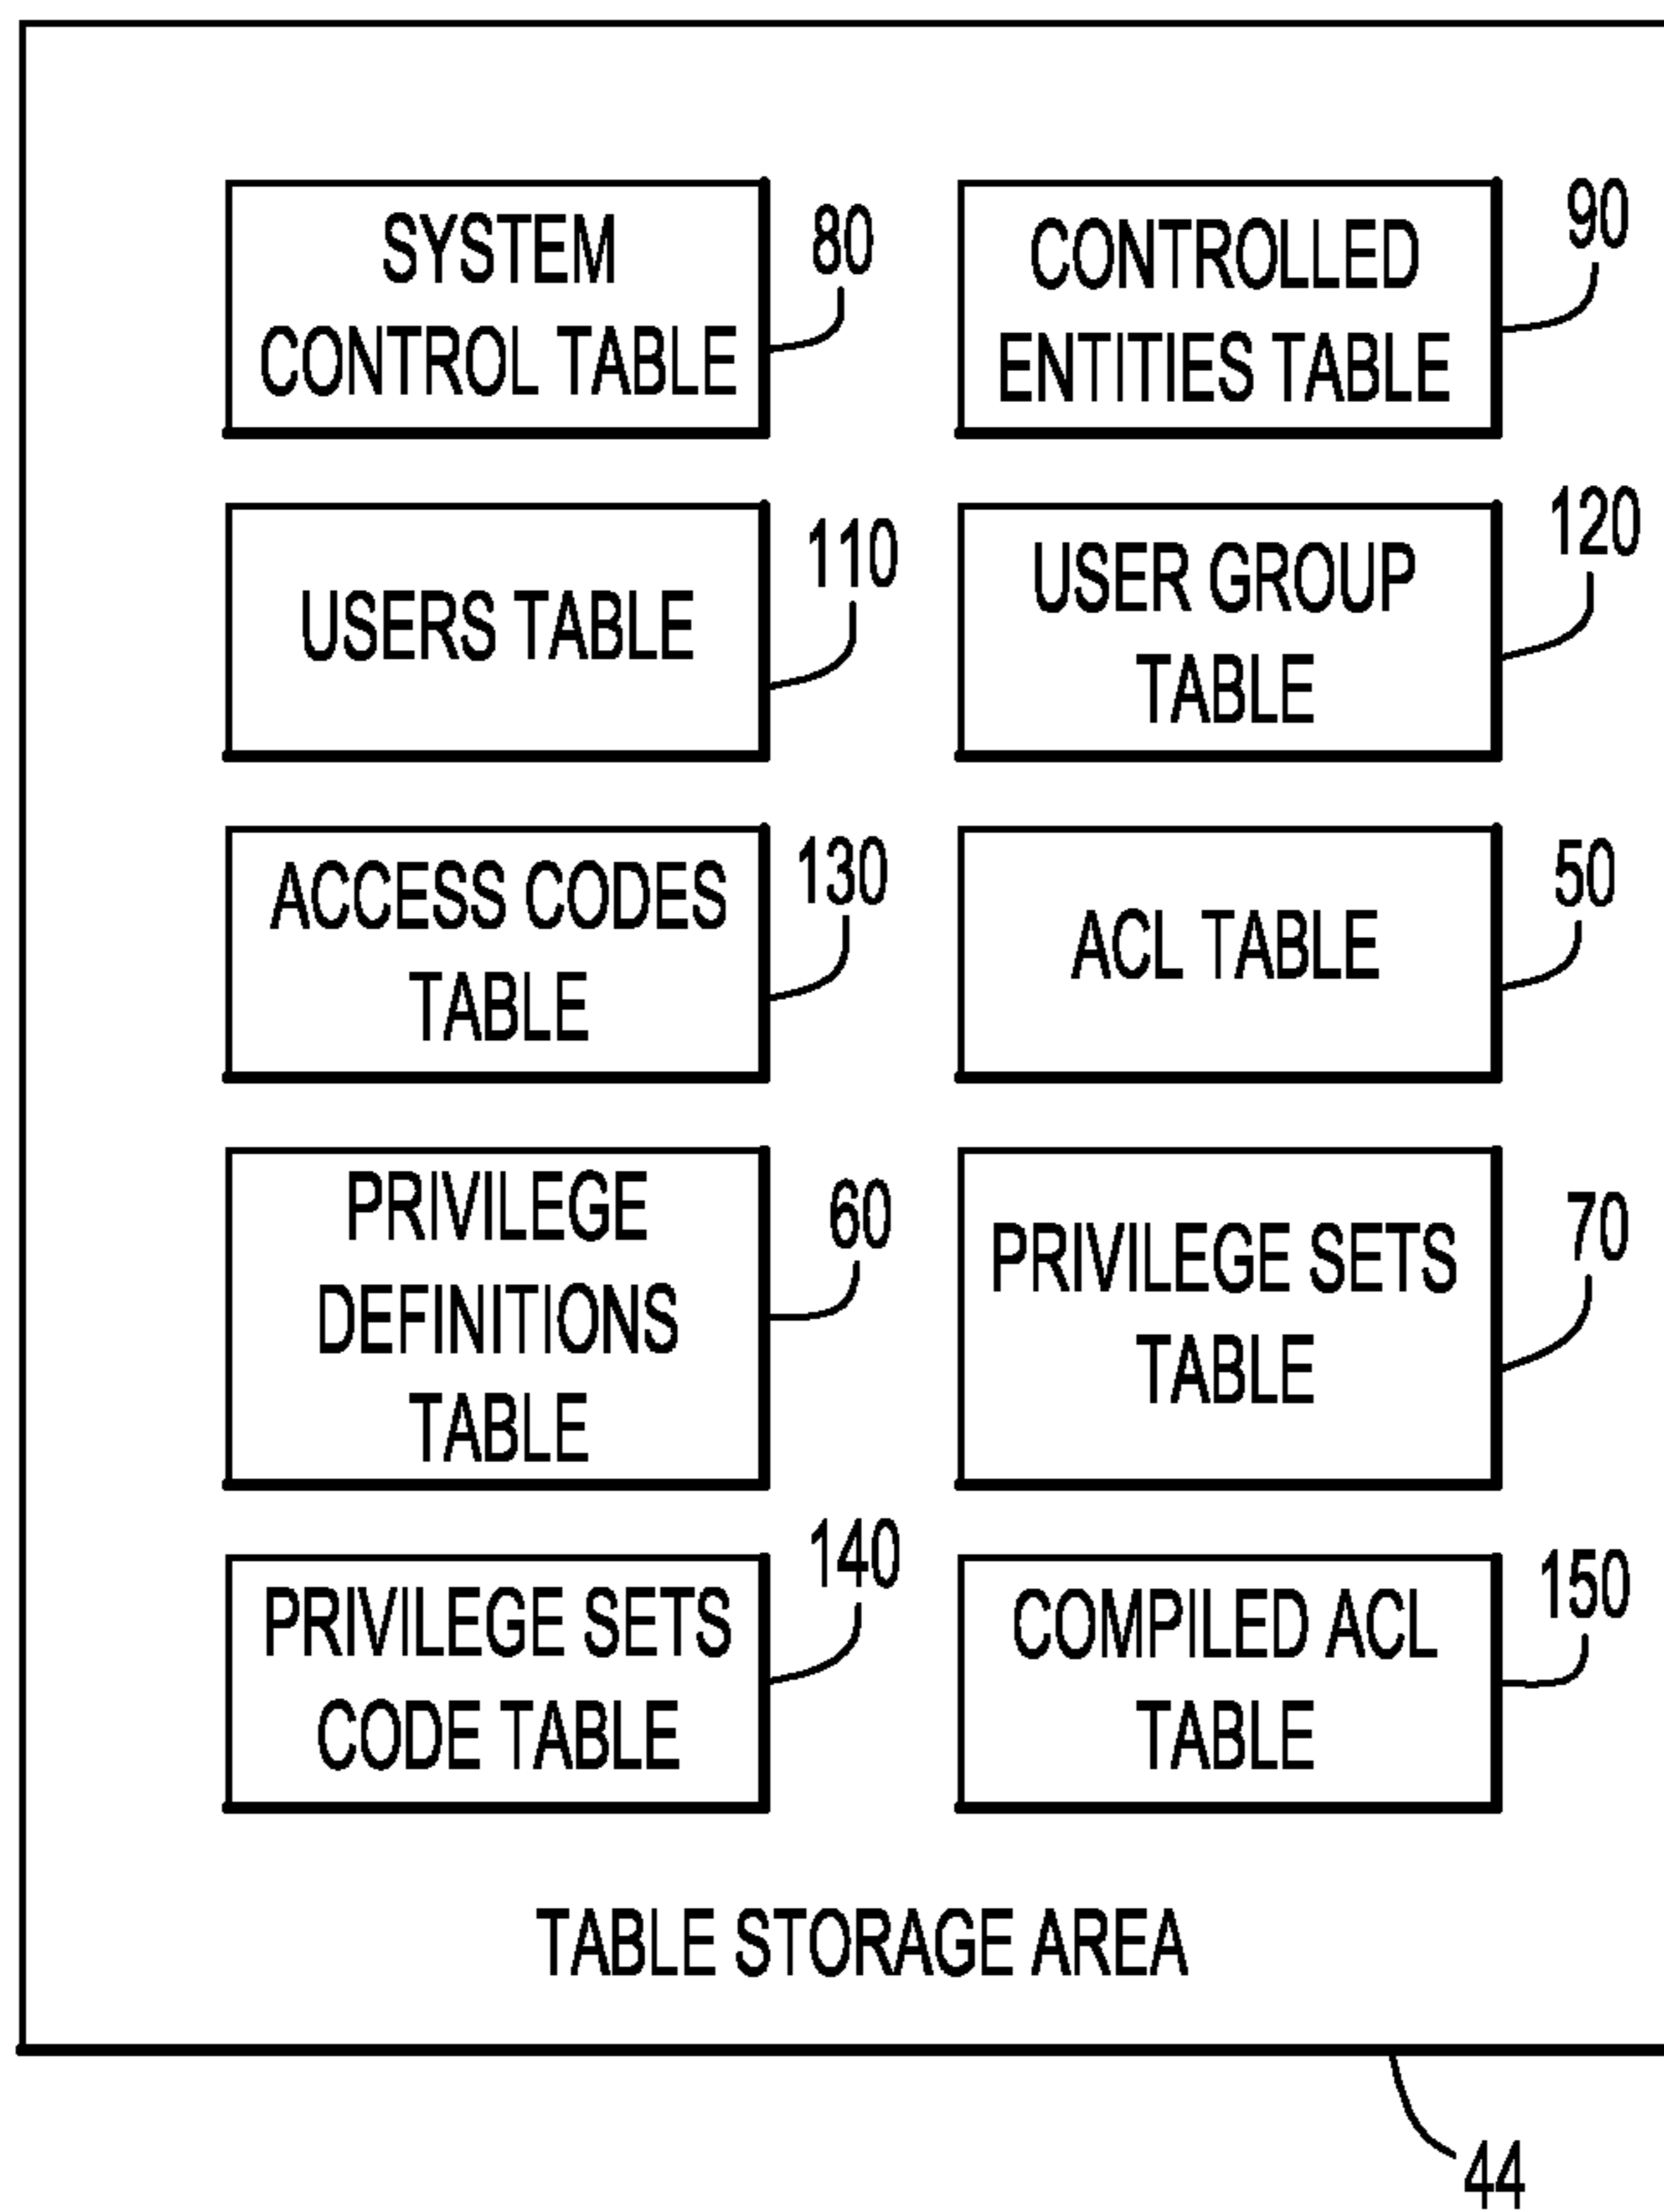 SYSTEM
CONTROL TABLE
80
CONTROLLED
ENTITIES TABLE
90
USERS TABLE
110
USER GROUP
TABLE
120
ACCESS CODES
TABLE
130
ACL TABLE
50
PRIVILEGE
DEFINITIONS
TABLE
60
PRIVILEGE SETS
TABLE
70
PRIVILEGE SETS
CODE TABLE
140
COMPILED ACL
TABLE
150
TABLE STORAGE AREA
44